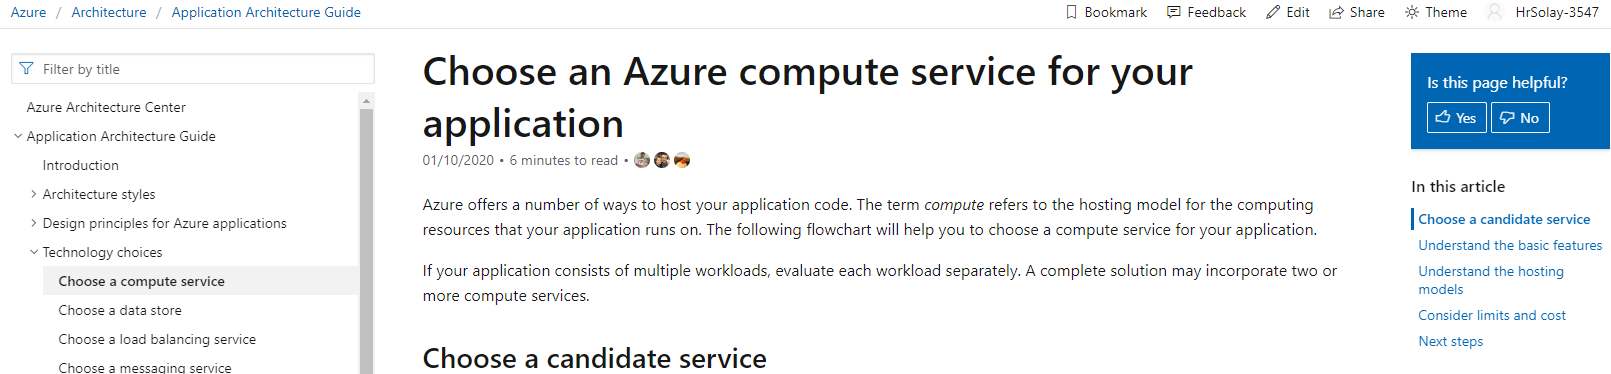 Azure / Architecture / Application Architecture Guide
Bookmark Feedback Edit Share Theme HrSolay-3547
Filter by title
Azure Architecture Center
Application Architecture Guide
Introduction
Architecture styles
Design principles for Azure applications
Technology choices
Choose a compute service
Choose a data store
Choose a load balancing service
Choose a messaging service
Choose an Azure compute service for your
application
01/10/2020 • 6 minutes to read •
Azure offers a number of ways to host your application code. The term compute refers to the hosting model for the computing
resources that your application runs on. The following flowchart will help you to choose a compute service for your application.
If your application consists of multiple workloads, evaluate each workload separately. A complete solution may incorporate two or
more compute services.
Choose a candidate service
Is this page helpful?
Yes No
In this article
Choose a candidate service
Understand the basic features
Understand the hosting
models
Consider limits and cost
Next steps